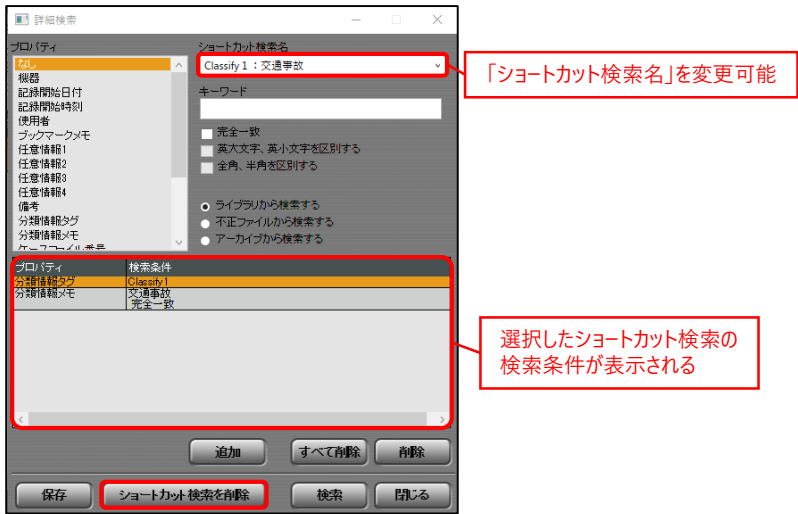 詳細検索
プロパティ
なし
機器
記録開始日付
記録開始時刻
使用者
ブックマークメモ
任意情報1
任意情報2
任意情報3
任意情報4
備考
分類情報タグ
分類情報メモ
ケースファイル番号
ショートカット検索名
Classify 1 ：交通事故
キーワード
完全一致
英大文字、英小文字を区別する
全角、半角を区別する
ライブラリから検索する
不正ファイルから検索する
アーカイブから検索する
「ショートカット検索名」を変更可能
プロパティ 検索条件
分類情報タグ Classify 1
分類情報メモ 交通事故
完全一致
選択したショートカット検索の
検索条件が表示される
追加 すべて削除 削除
保存 ショートカット検索を削除 検索 閉じる